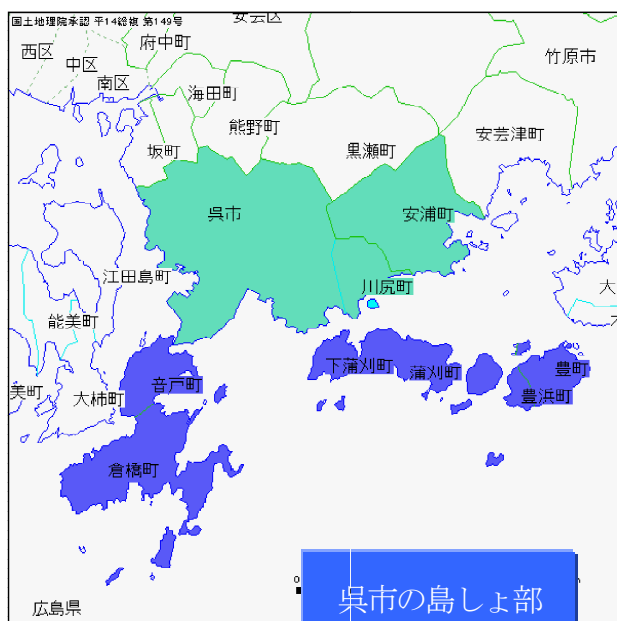 国土地理院承認 平14総複 第149号
安芸区
府中町
西区
中区
南区
竹原市
海田町
熊野町
安芸津町
坂町
黒瀬町
呉市
安浦町
江田島町
川尻町
大
能美町
下蒲刈町
蒲刈町
豊町
豊浜町
音戸町
美町
大柿町
倉橋町
0
呉市の島しょ部
広島県